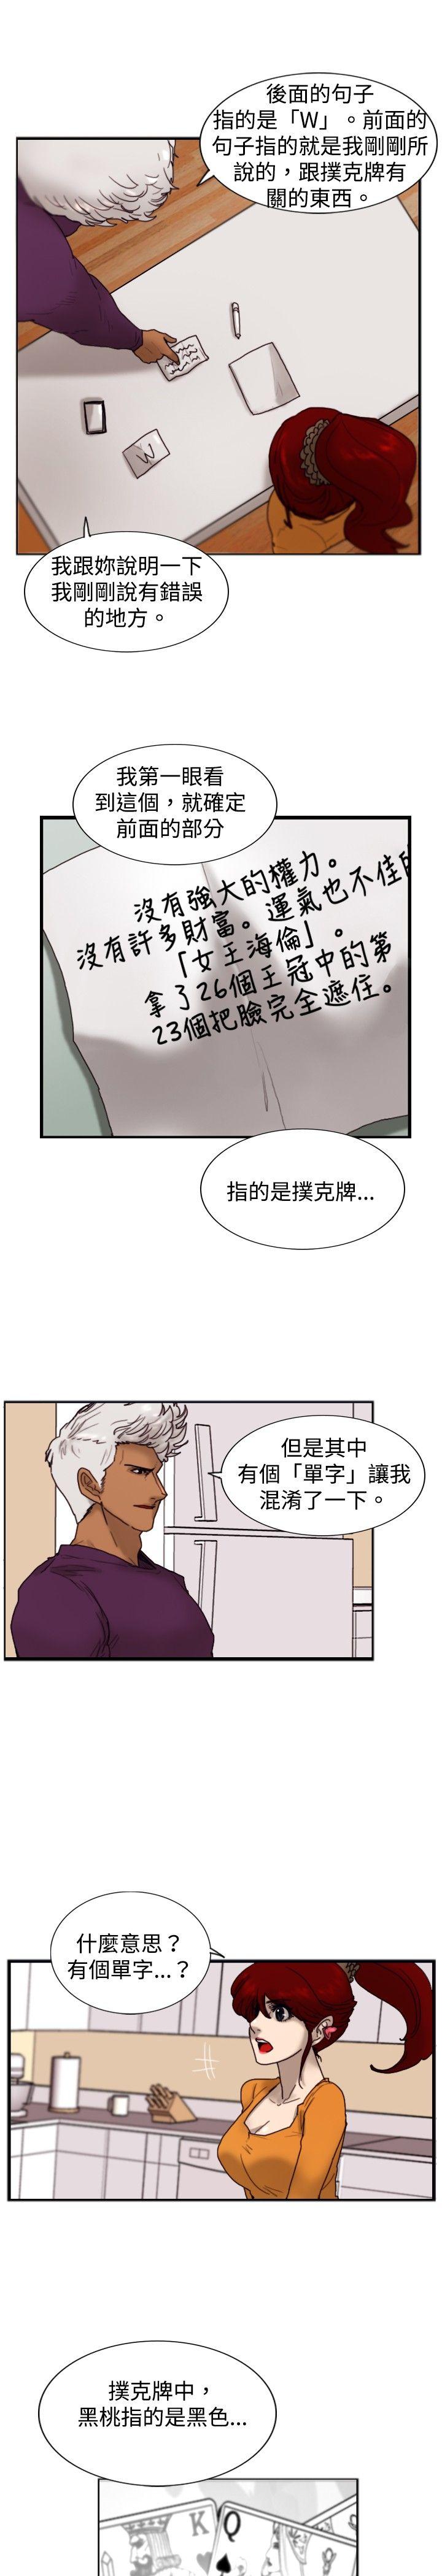 後面的句子
指的是「W」。前面的
句子指的就是我剛剛所
說的，跟撲克牌有
關的東西。
W
我跟妳說明一下
我剛剛說有錯誤
的地方。
我第一眼看
到這個，就確定
前面的部分
沒有強大的權力。
沒有許多財富。運氣也不佳的
「女王海倫」。
拿了26個王冠中的第
23個把臉完全遮住。
指的是撲克牌...
但是其中
有個「單字」讓我
混淆了一下。
什麼意思？
有個單字...？
撲克牌中，
黑桃指的是黑色...
K
Q